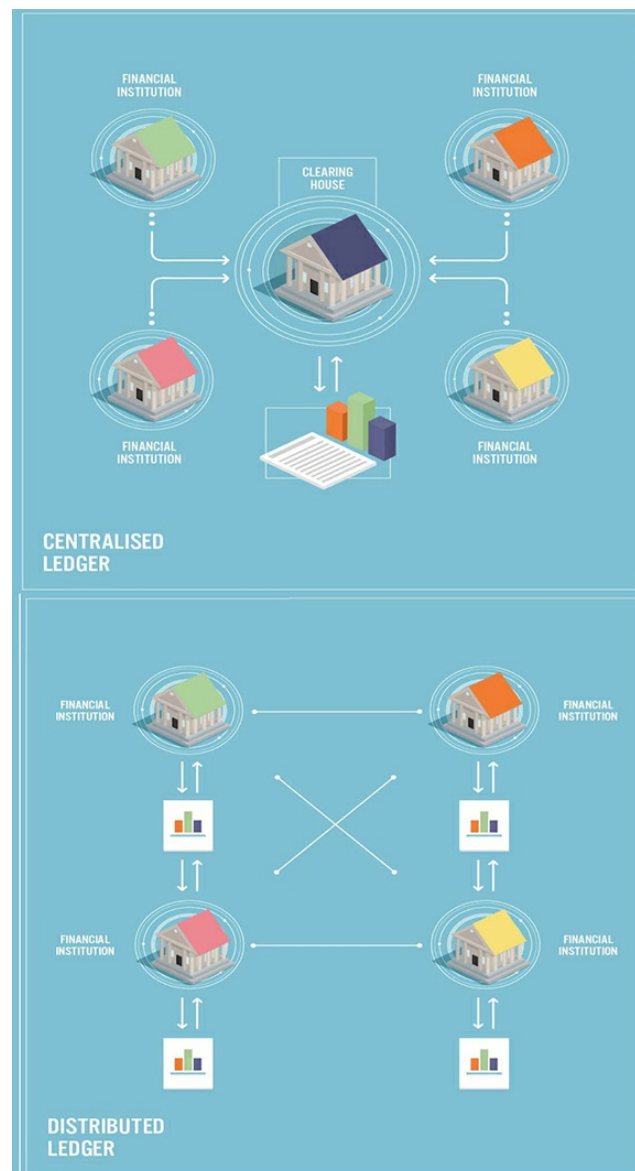 FINANCIAL
INSTITUTION
FINANCIAL
INSTITUTION
CLEARING
HOUSE
FINANCIAL
INSTITUTION
FINANCIAL
INSTITUTION
CENTRALISED
LEDGER
FINANCIAL
INSTITUTION
FINANCIAL
INSTITUTION
FINANCIAL
INSTITUTION
FINANCIAL
INSTITUTION
DISTRIBUTED
LEDGER